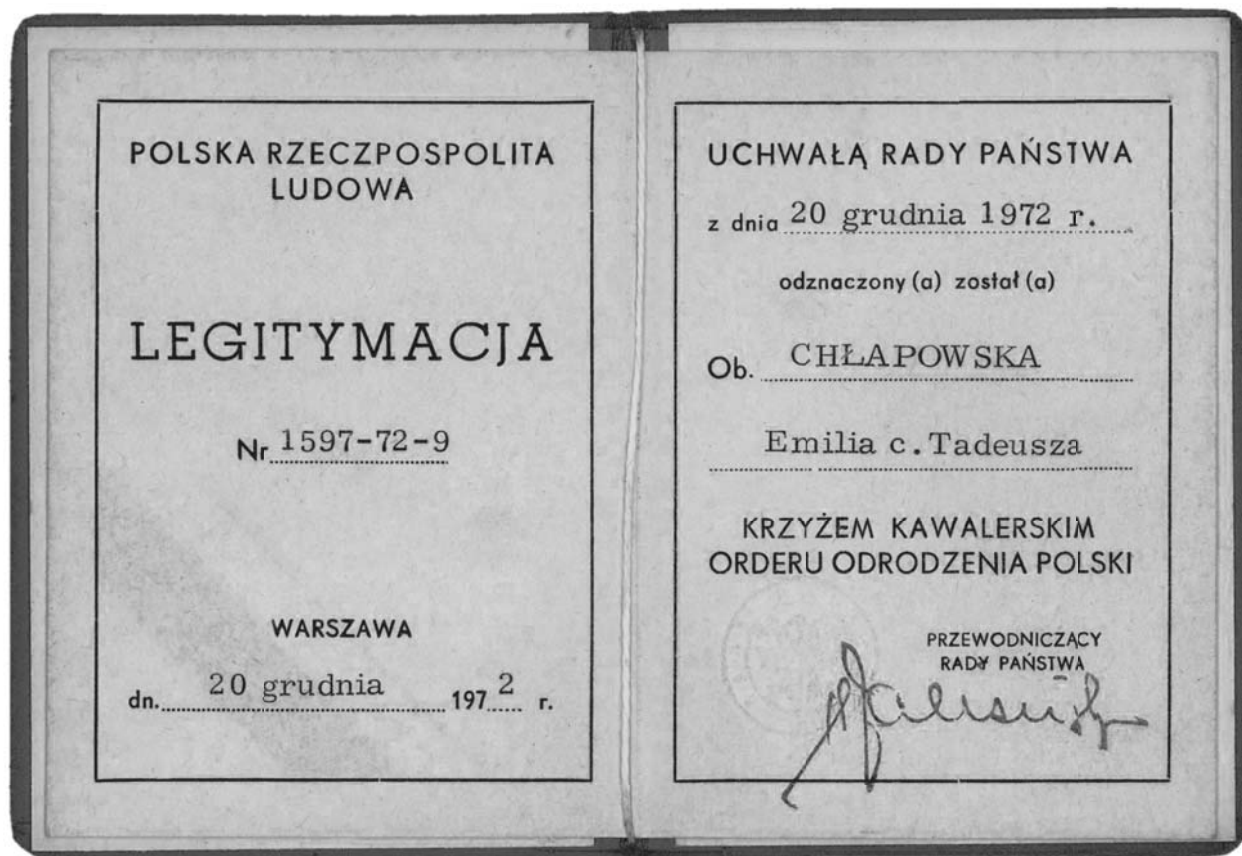 POLSKA RZECZPOSPOLITA
LUDOWA
LEGITYMACJA
Nr 1597-72-9
WARSZAWA
dn. 20 grudnia 1972 r.
UCHWAŁĄ RADY PAŃSTWA
z dnia 20 grudnia 1972 r.
odznaczony (a) został (a)
Ob. CHŁAPOWSKA
Emilia c. Tadeusza
KRZYŻEM KAWALERSKIM
ORDERU ODRODZENIA POLSKI
PRZEWODNICZĄCY
RADY PAŃSTWA